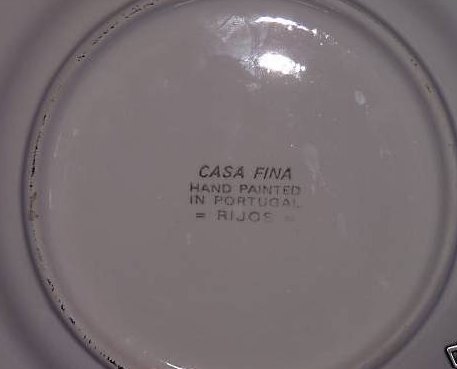 CASA FINA
HAND PAINTED
IN PORTUGAL
= RIJOS =